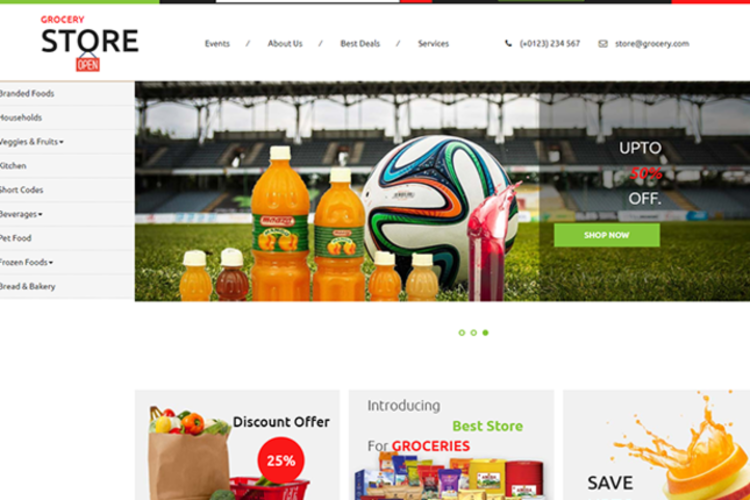 GROCERY
STORE
OPEN
Events / About Us / Best Deals / Services
(+0123) 234 567
store@grocery.com
Branded Foods
Households
Veggies & Fruits
Kitchen
Short Codes
Beverages
Pet Food
Frozen Foods
Bread & Bakery
UPTO
50%
OFF.
SHOP NOW
Discount Offer
25%
Introducing
Best Store
For GROCERIES
SAVE